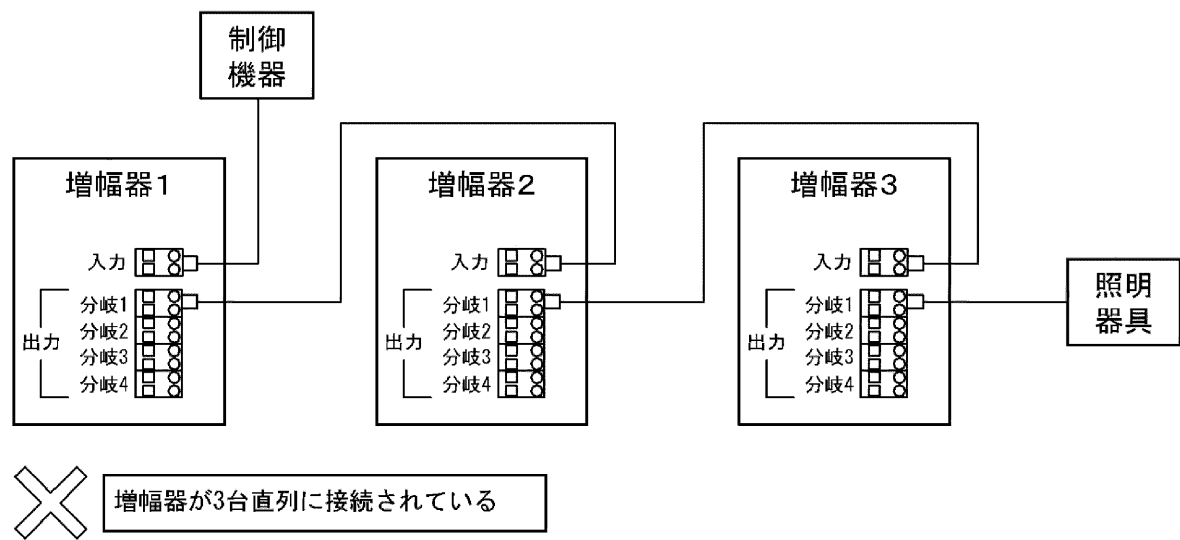 制御
機器
増幅器1
入力
出力
分岐1
分岐2
分岐3
分岐4
増幅器2
入力
出力
分岐1
分岐2
分岐3
分岐4
増幅器3
入力
出力
分岐1
分岐2
分岐3
分岐4
照明
器具
増幅器が3台直列に接続されている